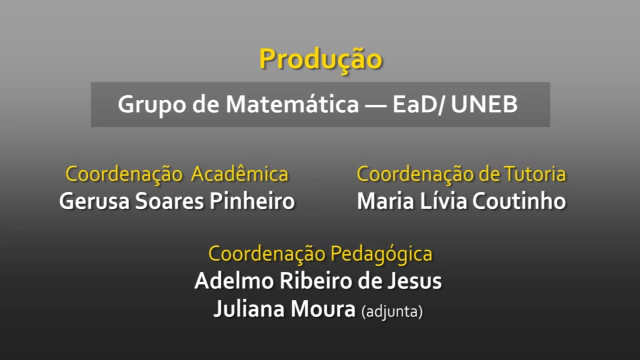 Produção
Grupo de Matemática — EaD/ UNEB
Coordenação Acadêmica
Gerusa Soares Pinheiro
Coordenação de Tutoria
Maria Lívia Coutinho
Coordenação Pedagógica
Adelmo Ribeiro de Jesus
Juliana Moura (adjunta)